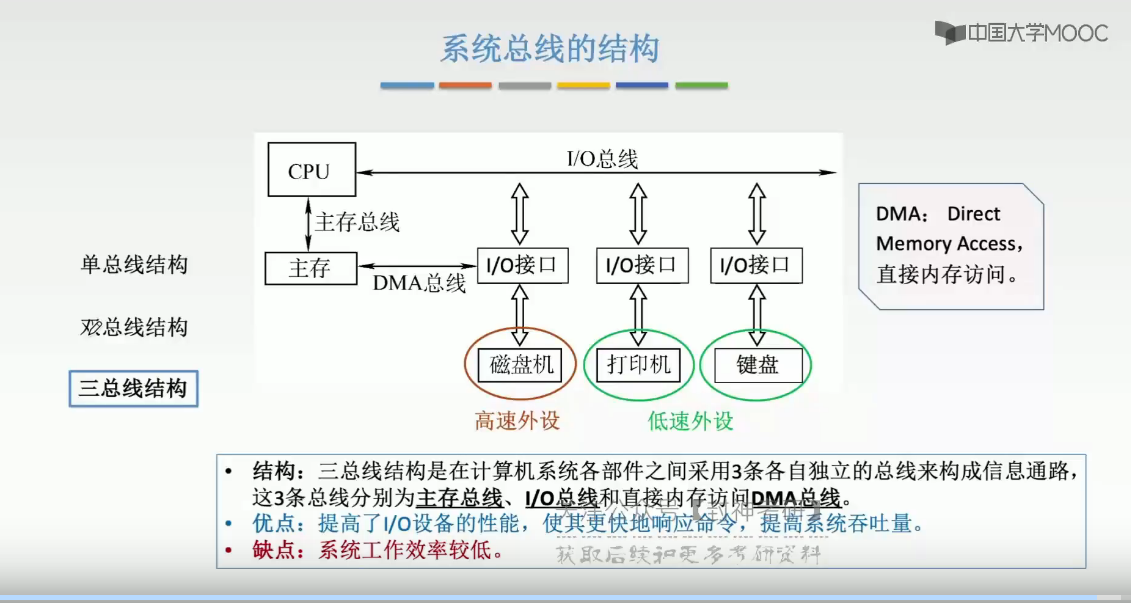 中国大学MOOC
系统总线的结构
CPU
I/O总线
主存总线
主存
DMA总线
I/O接口
I/O接口
I/O接口
磁盘机
打印机
键盘
高速外设
低速外设
DMA： Direct
Memory Access，
直接内存访问。
单总线结构
双总线结构
三总线结构
• 结构：三总线结构是在计算机系统各部件之间采用3条各自独立的总线来构成信息通路，
这3条总线分别为主存总线、I/O总线和直接内存访问DMA总线。
• 优点：提高了I/O设备的性能，使其更快地响应命令，提高系统吞吐量。
• 缺点：系统工作效率较低。
获取后续和更多考研资料